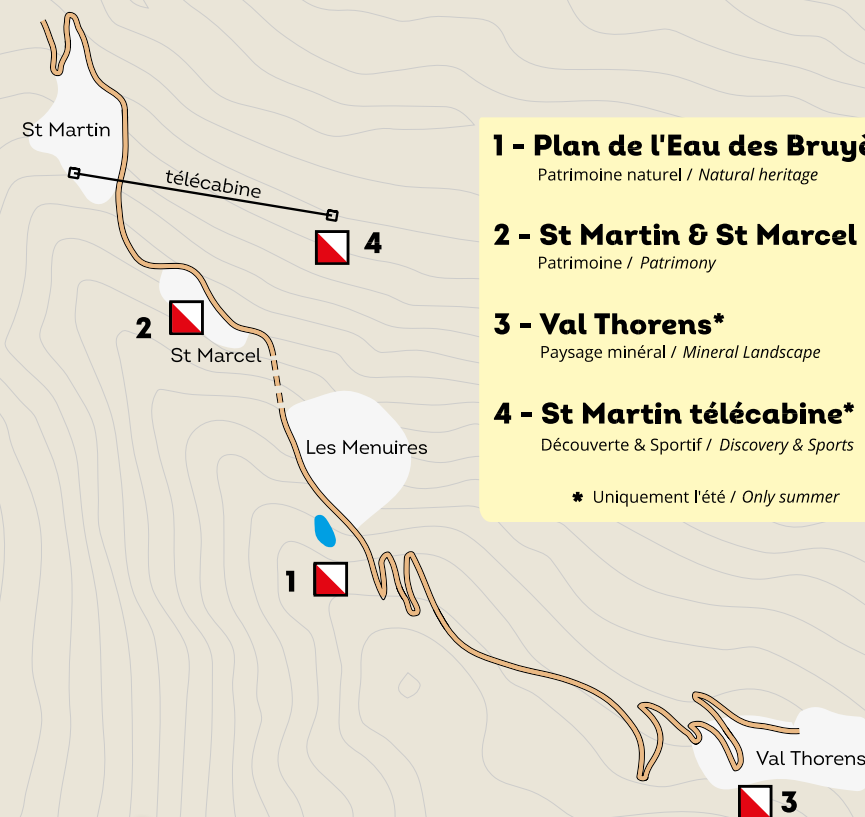 St Martin
télécabine
4
2
St Marcel
Les Menuires
1
Val Thorens
3
1 - Plan de l'Eau des
Patrimoine naturel / Natural heritage
2 - St Martin & St Marcel
Patrimoine / Patrimony
3 - Val Thorens*
Paysage minéral / Mineral Landscape
4 - St Martin télécabine*
Découverte & Sportif / Discovery & Sports
* Uniquement l'été / Only summer